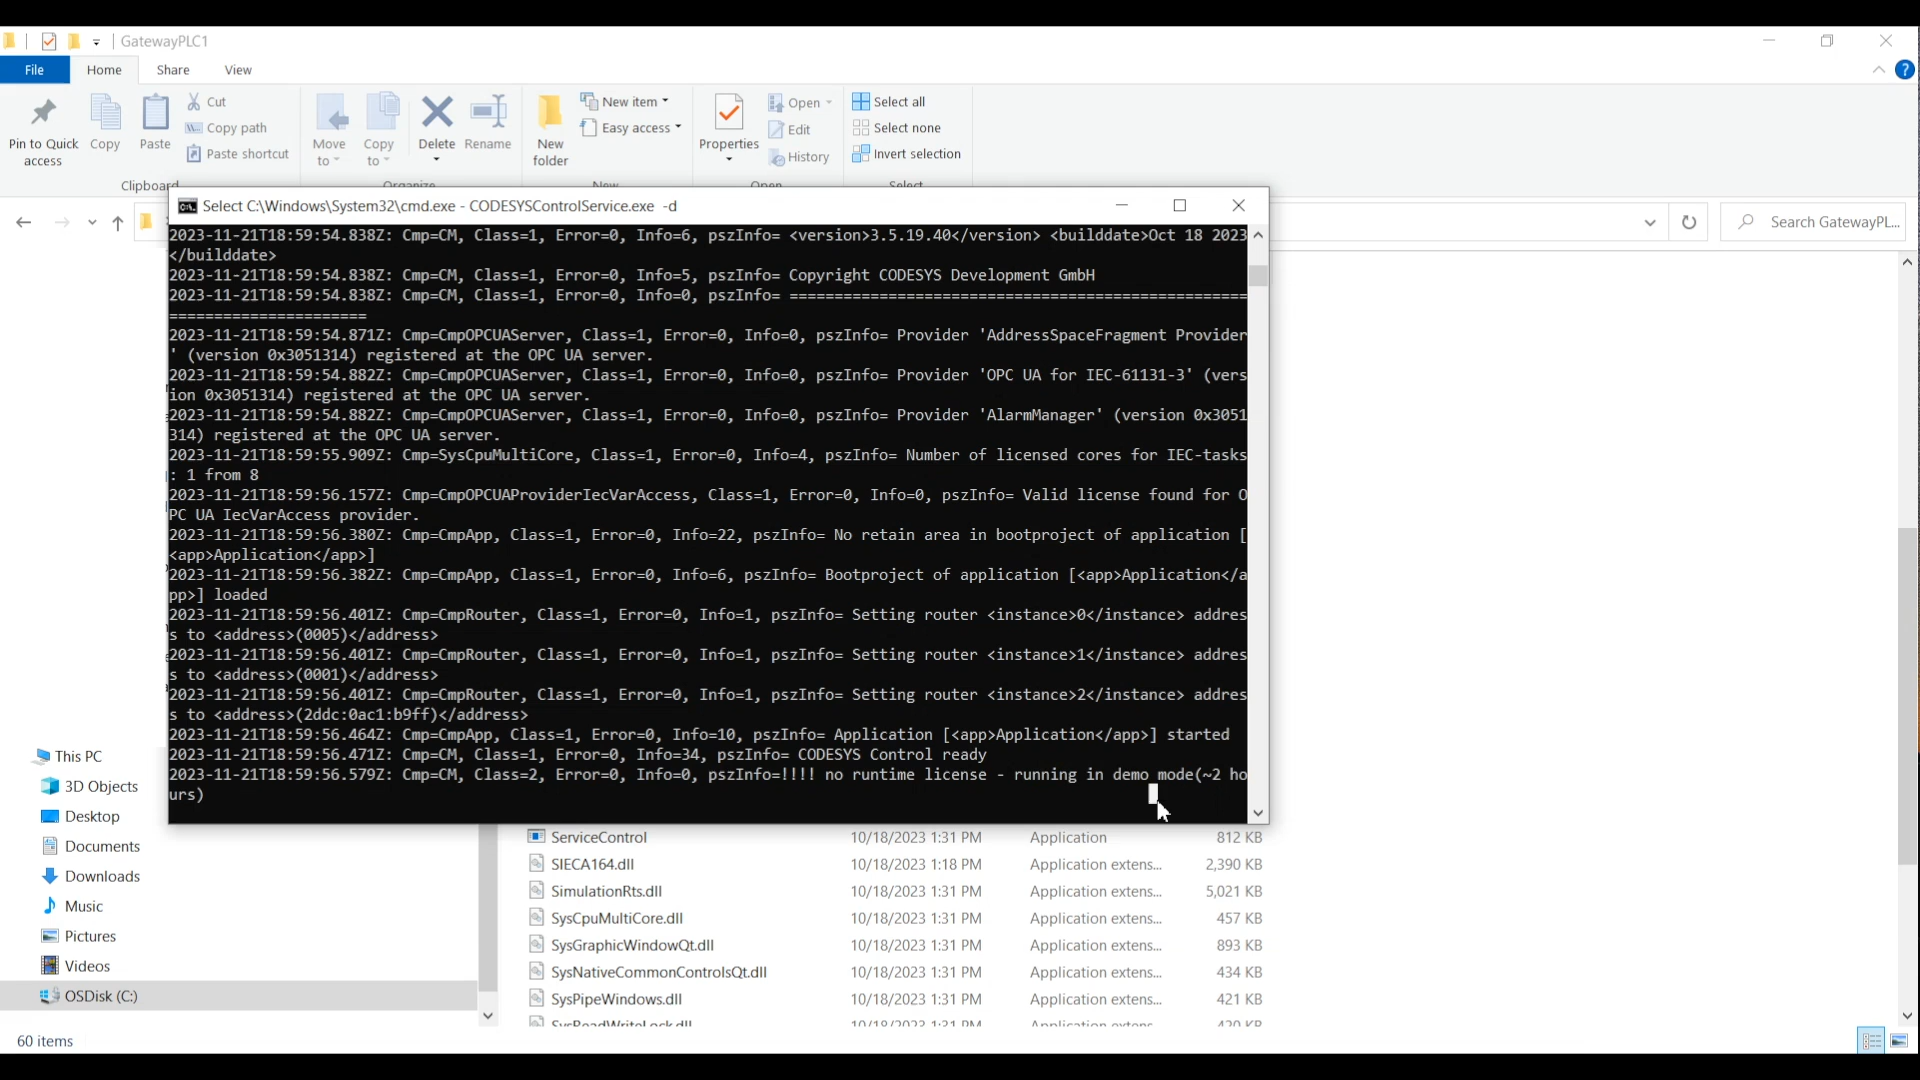 GatewayPLC1
File Home Share View
Pin to Quick access
Copy
Paste
Cut
Copy path
Paste shortcut
Clipboard
Move to
Copy to
Delete
Rename
Organize
New folder
New item
Easy access
New
Properties
Open
Edit
History
Open
Select all
Select none
Invert selection
Select
Search GatewayPL...
Select C:\Windows\System32\cmd.exe - CODESYSControlService.exe -d
2023-11-21T18:59:54.838Z: Cmp=CM, Class=1, Error=0, Info=6, pszInfo= <version>3.5.19.40</version> <builddate>Oct 18 2023
</builddate>
2023-11-21T18:59:54.838Z: Cmp=CM, Class=1, Error=0, Info=5, pszInfo= Copyright CODESYS Development GmbH
2023-11-21T18:59:54.838Z: Cmp=CM, Class=1, Error=0, Info=0, pszInfo= ===================================================
======================
2023-11-21T18:59:54.871Z: Cmp=CmpOPCUAServer, Class=1, Error=0, Info=0, pszInfo= Provider 'AddressSpaceFragment Provider
' (version 0x3051314) registered at the OPC UA server.
2023-11-21T18:59:54.882Z: Cmp=CmpOPCUAServer, Class=1, Error=0, Info=0, pszInfo= Provider 'OPC UA for IEC-61131-3' (vers
ion 0x3051314) registered at the OPC UA server.
2023-11-21T18:59:54.882Z: Cmp=CmpOPCUAServer, Class=1, Error=0, Info=0, pszInfo= Provider 'AlarmManager' (version 0x3051
314) registered at the OPC UA server.
2023-11-21T18:59:55.909Z: Cmp=SysCpuMultiCore, Class=1, Error=0, Info=4, pszInfo= Number of licensed cores for IEC-tasks
: 1 from 8
2023-11-21T18:59:56.157Z: Cmp=CmpOPCUAProviderIecVarAccess, Class=1, Error=0, Info=0, pszInfo= Valid license found for O
PC UA IecVarAccess provider.
2023-11-21T18:59:56.380Z: Cmp=CmpApp, Class=1, Error=0, Info=22, pszInfo= No retain area in bootproject of application [
<app>Application</app>]
2023-11-21T18:59:56.382Z: Cmp=CmpApp, Class=1, Error=0, Info=6, pszInfo= Bootproject of application [<app>Application</a
pp>] loaded
2023-11-21T18:59:56.401Z: Cmp=CmpRouter, Class=1, Error=0, Info=1, pszInfo= Setting router <instance>0</instance> addres
s to <address>(0005)</address>
2023-11-21T18:59:56.401Z: Cmp=CmpRouter, Class=1, Error=0, Info=1, pszInfo= Setting router <instance>1</instance> addres
s to <address>(0001)</address>
2023-11-21T18:59:56.401Z: Cmp=CmpRouter, Class=1, Error=0, Info=1, pszInfo= Setting router <instance>2</instance> addres
s to <address>(2ddc:0ac1:b9ff)</address>
2023-11-21T18:59:56.464Z: Cmp=CmpApp, Class=1, Error=0, Info=10, pszInfo= Application [<app>Application</app>] started
2023-11-21T18:59:56.471Z: Cmp=CM, Class=1, Error=0, Info=34, pszInfo= CODESYS Control ready
2023-11-21T18:59:56.579Z: Cmp=CM, Class=2, Error=0, Info=0, pszInfo=!!!! no runtime license - running in demo mode(~2 ho
urs)
This PC
3D Objects
Desktop
Documents
Downloads
Music
Pictures
Videos
OSDisk (C:)
ServiceControl 10/18/2023 1:31 PM Application 812 KB
SIECA164.dll 10/18/2023 1:18 PM Application extens... 2,390 KB
SimulationRts.dll 10/18/2023 1:31 PM Application extens... 5,021 KB
SysCpuMultiCore.dll 10/18/2023 1:31 PM Application extens... 457 KB
SysGraphicWindowQt.dll 10/18/2023 1:31 PM Application extens... 893 KB
SysNativeCommonControlsQt.dll 10/18/2023 1:31 PM Application extens... 434 KB
SysPipeWindows.dll 10/18/2023 1:31 PM Application extens... 421 KB
SysReadWriteLock.dll 10/18/2023 1:31 PM Application extens... 420 KB
60 items